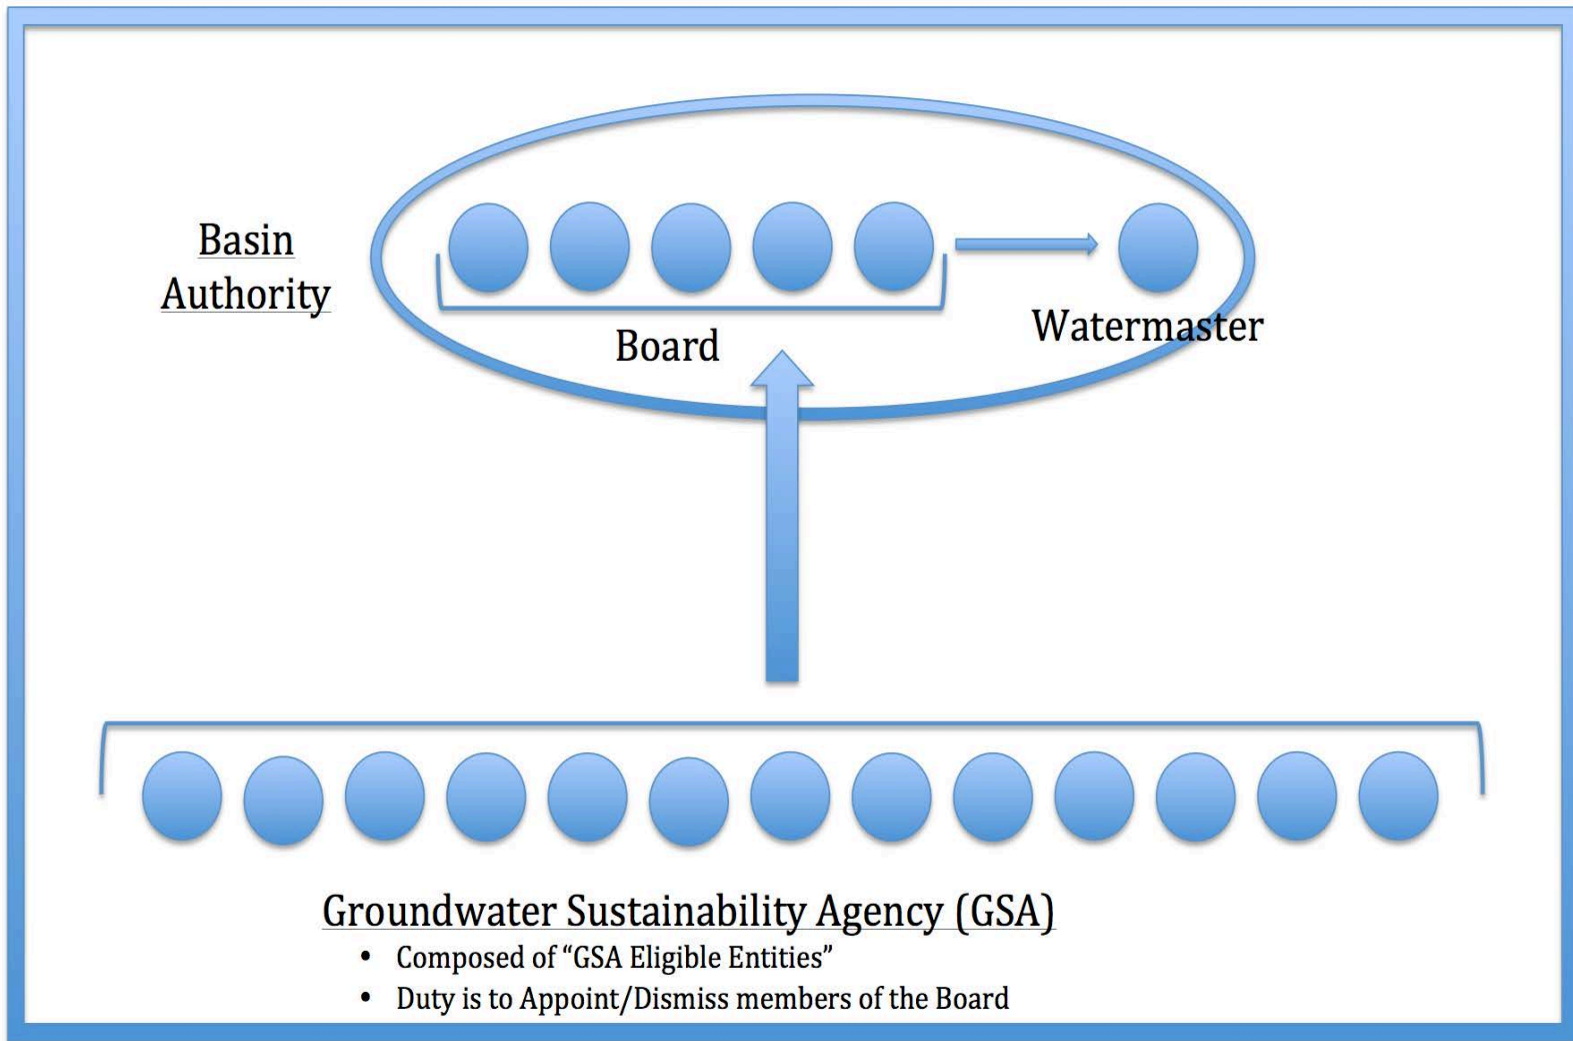 Basin
Authority
Board
Watermaster
Groundwater Sustainability Agency (GSA)
• Composed of “GSA Eligible Entities”
• Duty is to Appoint/Dismiss members of the Board